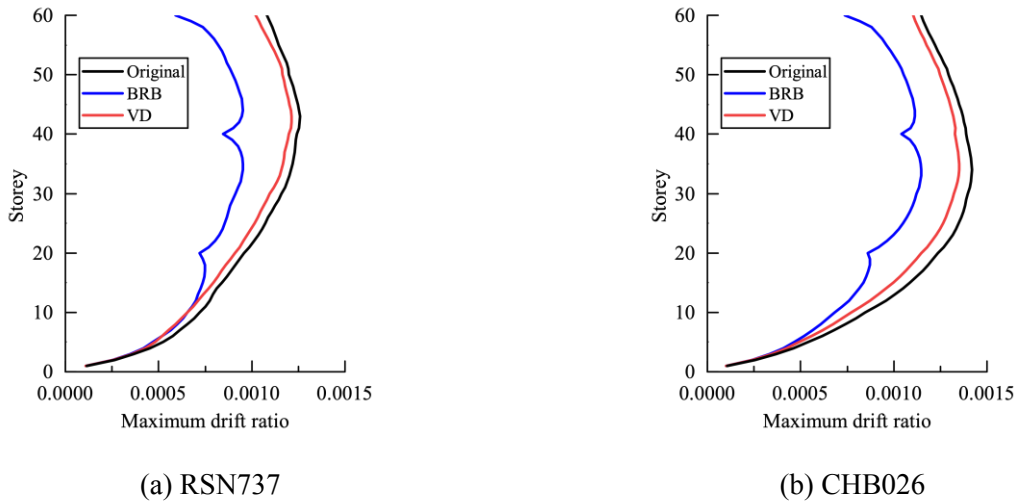 60
50
40
30
20
10
0
Storey
Original
BRB
VD
0.0000
0.0005
0.0010
0.0015
Maximum drift ratio
(a) RSN737
60
50
40
30
20
10
0
Storey
Original
BRB
VD
0.0000
0.0005
0.0010
0.0015
Maximum drift ratio
(b) CHB026